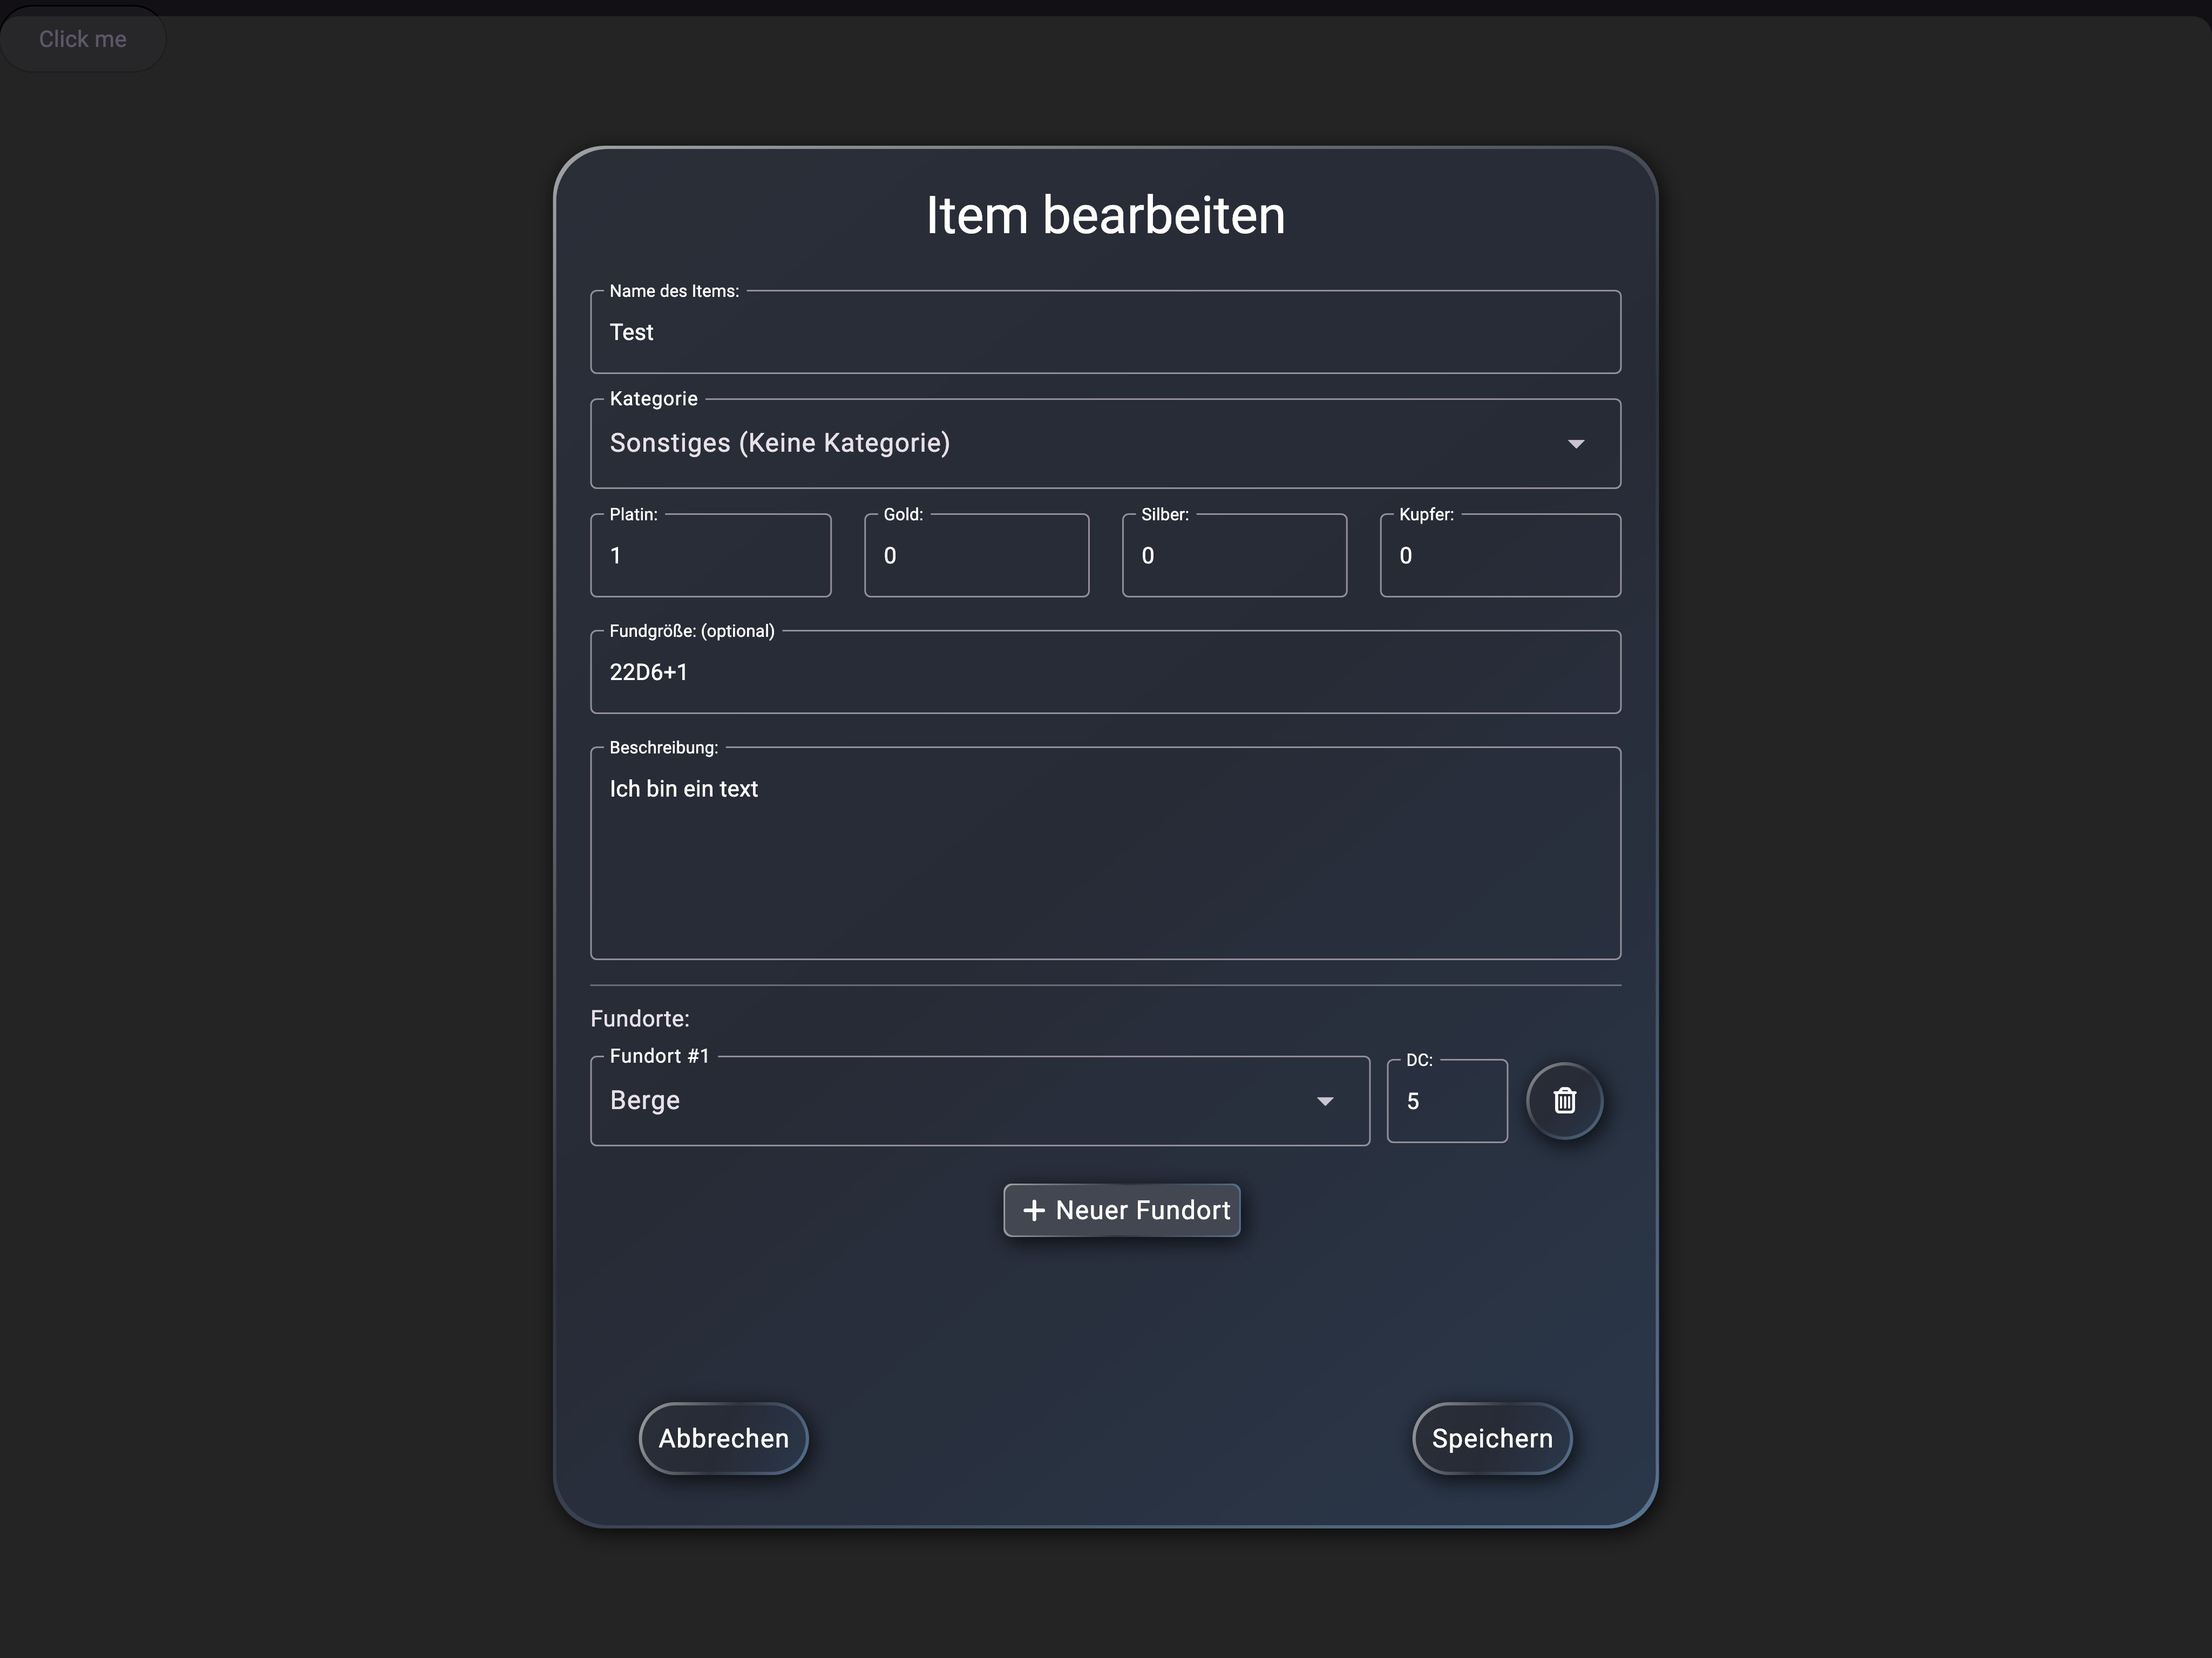 Click me
Item bearbeiten
Name des Items:
Test
Kategorie
Sonstiges (Keine Kategorie)
Platin: Gold: Silber: Kupfer:
1 0 0 0
Fundgröße: (optional)
22D6+1
Beschreibung:
Ich bin ein text
Fundorte:
Fundort #1 DC:
Berge 5
+ Neuer Fundort
Abbrechen Speichern